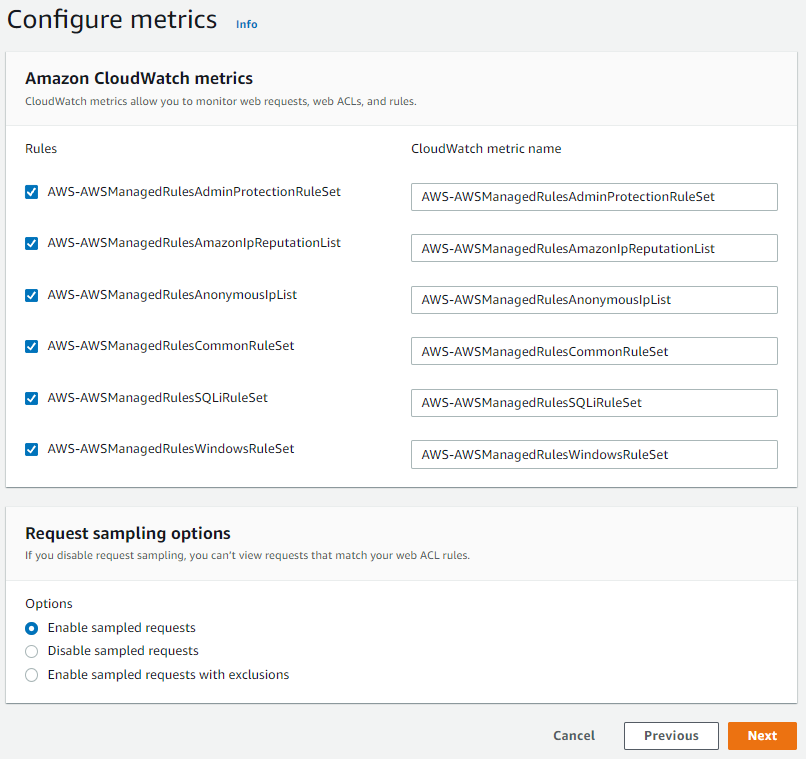 Configure metrics Info
Amazon CloudWatch metrics
CloudWatch metrics allow you to monitor web requests, web ACLs, and rules.
Rules CloudWatch metric name
AWS-AWSManagedRulesAdminProtectionRuleSet AWS-AWSManagedRulesAdminProtectionRuleSet
AWS-AWSManagedRulesAmazonIpReputationList AWS-AWSManagedRulesAmazonIpReputationList
AWS-AWSManagedRulesAnonymousIpList AWS-AWSManagedRulesAnonymousIpList
AWS-AWSManagedRulesCommonRuleSet AWS-AWSManagedRulesCommonRuleSet
AWS-AWSManagedRulesSQLiRuleSet AWS-AWSManagedRulesSQLiRuleSet
AWS-AWSManagedRulesWindowsRuleSet AWS-AWSManagedRulesWindowsRuleSet
Request sampling options
If you disable request sampling, you can't view requests that match your web ACL rules.
Options
Enable sampled requests
Disable sampled requests
Enable sampled requests with exclusions
Cancel Previous Next